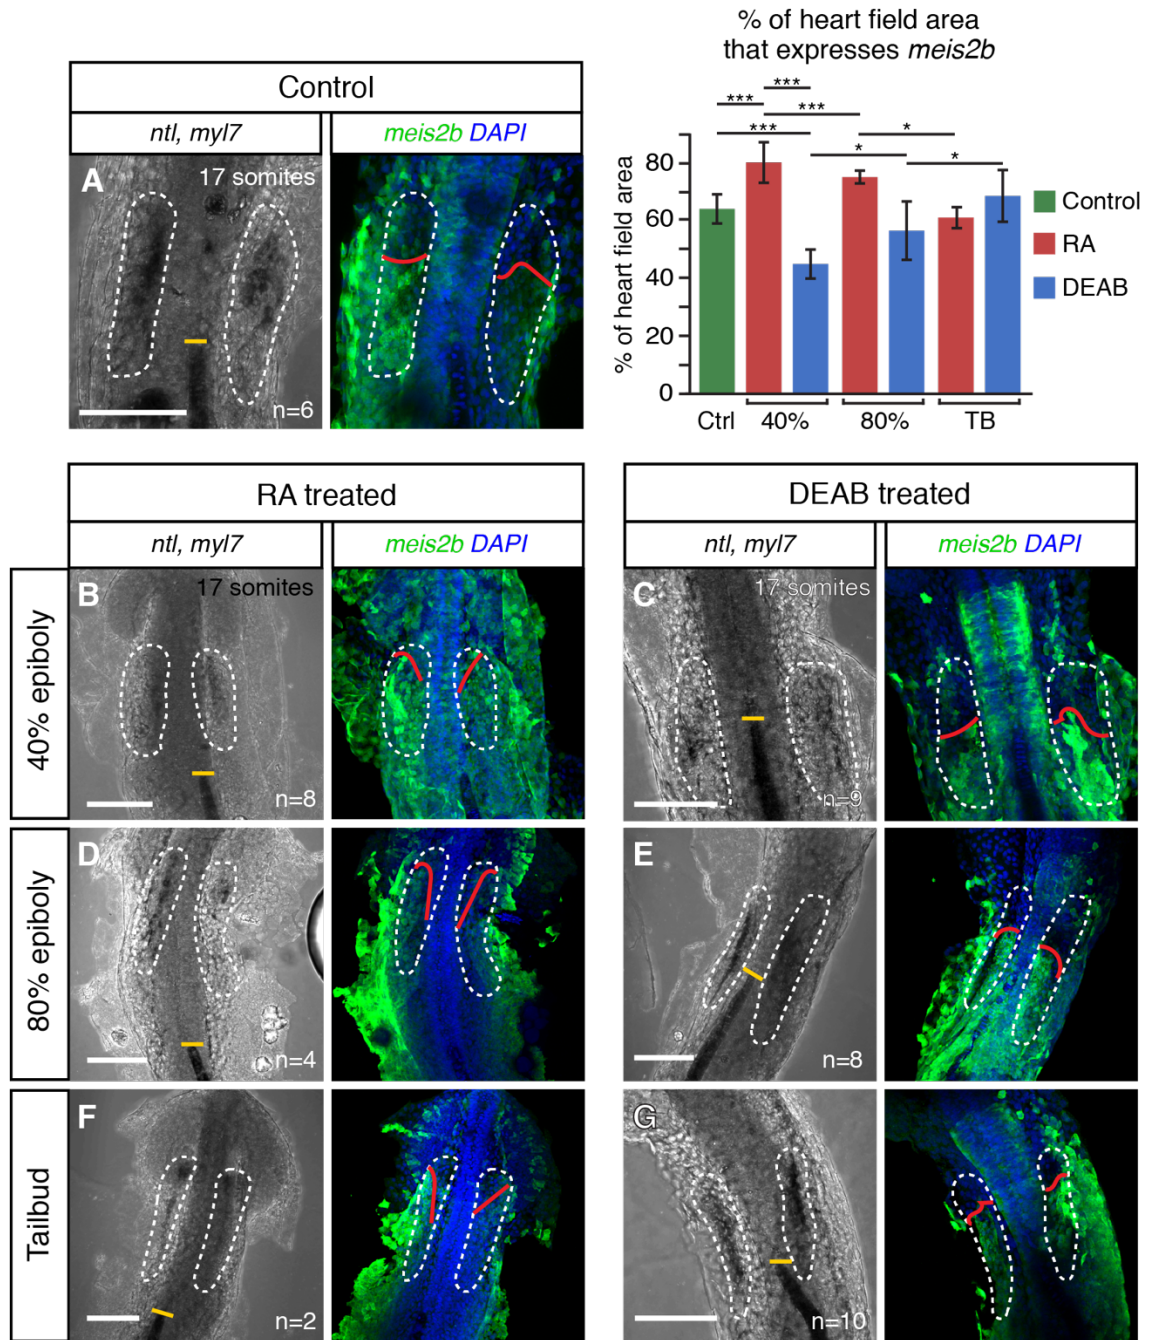 % of heart field area
that expresses meis2b
Control
ntl, myl7
meis2b DAPI
A
17 somites
n=6
% of heart field area
80
60
40
20
0
***
***
***
***
*
*
*
Ctrl
40%
80%
TB
Control
RA
DEAB
RA treated
DEAB treated
ntl, myl7
meis2b DAPI
ntl, myl7
meis2b DAPI
40% epiboly
B
17 somites
n=8
C
17 somites
n=9
80% epiboly
D
n=4
E
n=8
Tailbud
F
n=2
G
n=10